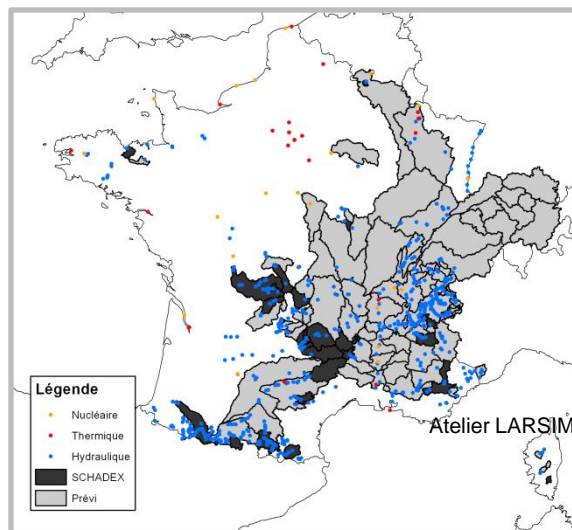 Légende
Nucléaire
Thermique
Hydraulique
SCHADEX
Prévi
Atelier LARSIM